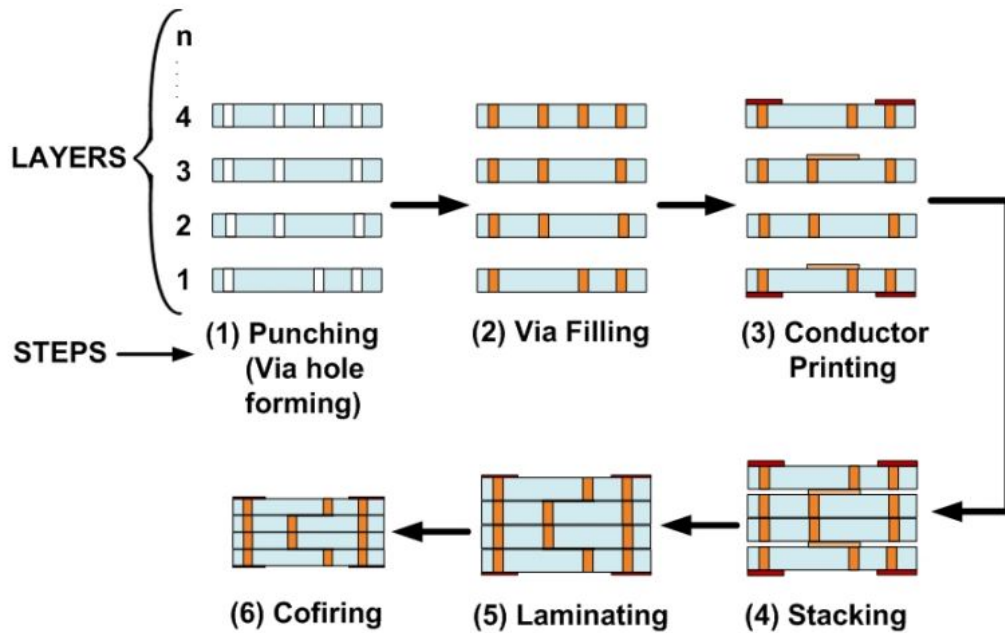 n
4
LAYERS
3
2
1
STEPS
(1) Punching
(Via hole
forming)
(2) Via Filling
(3) Conductor
Printing
(6) Cofiring
(5) Laminating
(4) Stacking